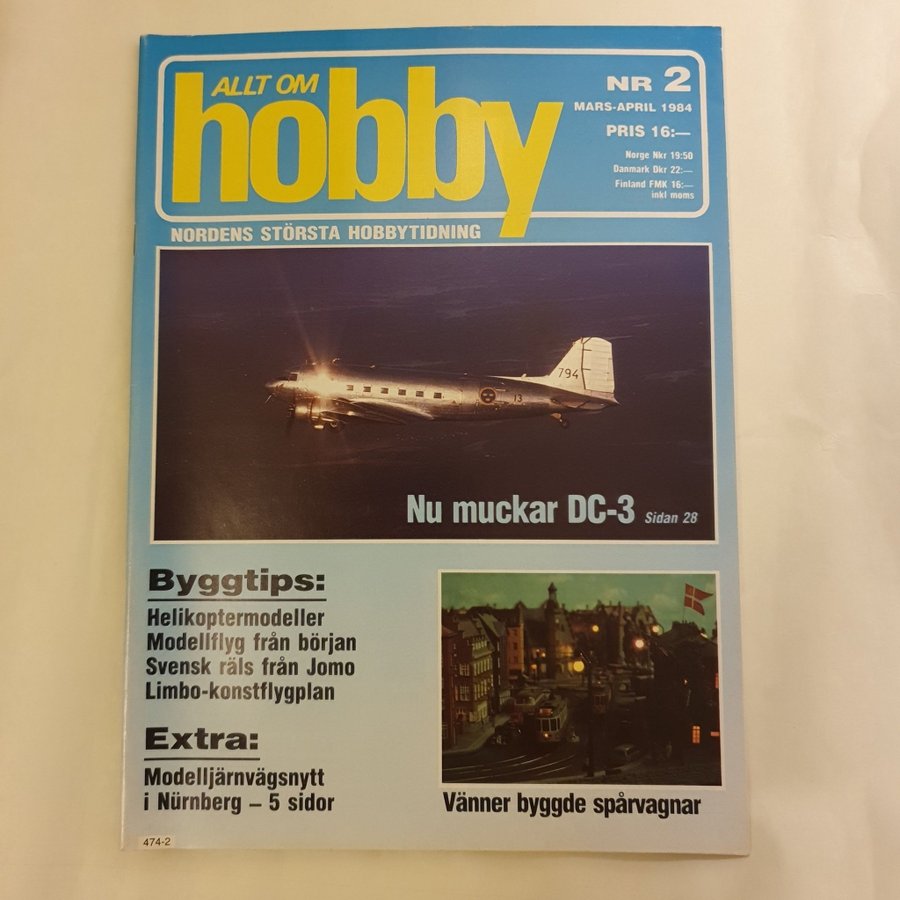 ALLT OM
hobby
NR 2
MARS-APRIL 1984
PRIS 16:—
Norge Nkr 19:50
Danmark Dkr 22:—
Finland FMK 16:—
inkl moms
NORDENS STÖRSTA HOBBYTIDNING
794
13
Nu muckar DC-3 Sidan 28
Byggtips:
Helikoptermodeller
Modellflyg från början
Svensk räls från Jomo
Limbo-konstflygplan
Extra:
Modelljärnvägsnytt
i Nürnberg – 5 sidor
Vänner byggde spårvagnar
474-2